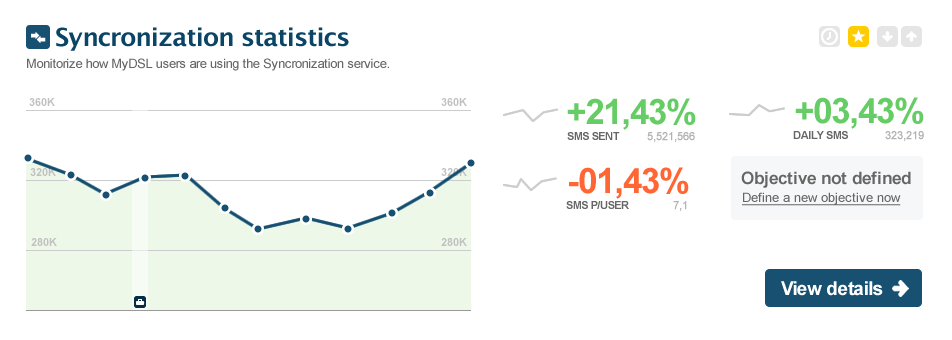 Syncronization statistics
Monitorize how MyDSL users are using the Syncronization service.
360K 360K
320K 320K
280K 280K
+21,43%
SMS SENT 5,521,566
+03,43%
DAILY SMS 323,219
-01,43%
SMS P/USER 7,1
Objective not defined
Define a new objective now
View details